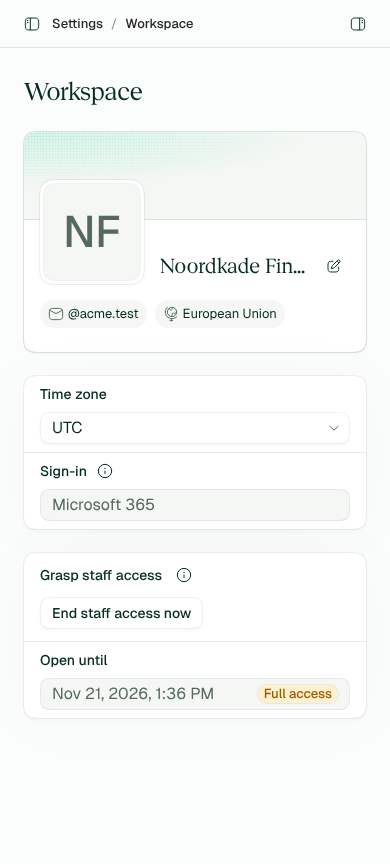 Settings / Workspace
Workspace
NF
Noordkade Fin...
@acme.test
European Union
Time zone
UTC
Sign-in
Microsoft 365
Grasp staff access
End staff access now
Open until
Nov 21, 2026, 1:36 PM
Full access